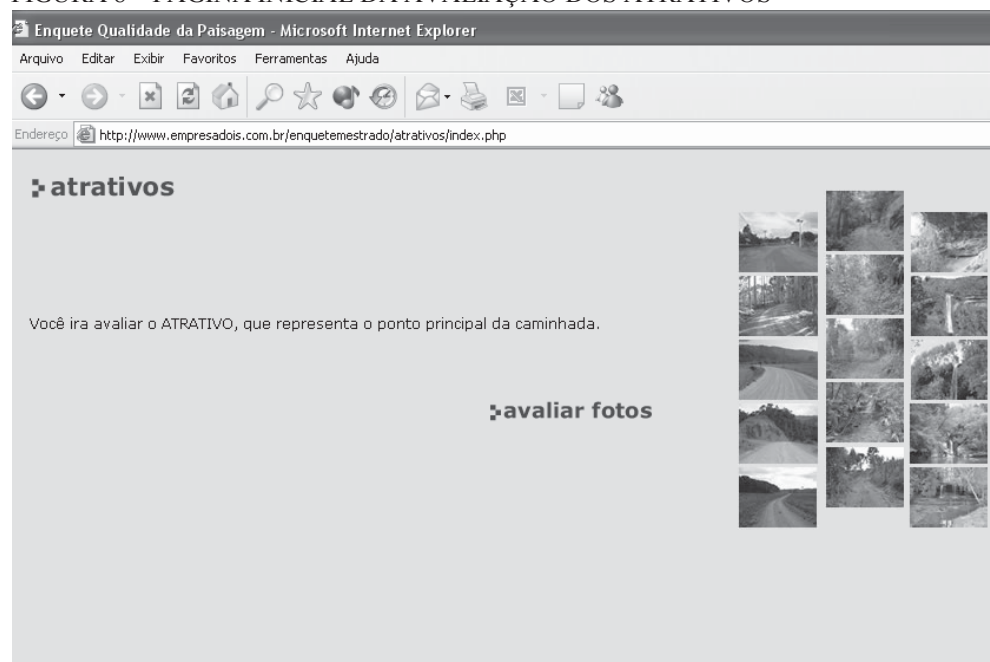 PÁGINA INICIAL DA AVALIAÇÃO DOS ATRATIVOS
Enquete Qualidade da Paisagem - Microsoft Internet Explorer
Arquivo Editar Exibir Favoritos Ferramentas Ajuda
Endereço http://www.empresadois.com.br/enquetemestrado/atrativos/index.php
atrativos
Você ira avaliar o ATRATIVO, que representa o ponto principal da caminhada.
avaliar fotos